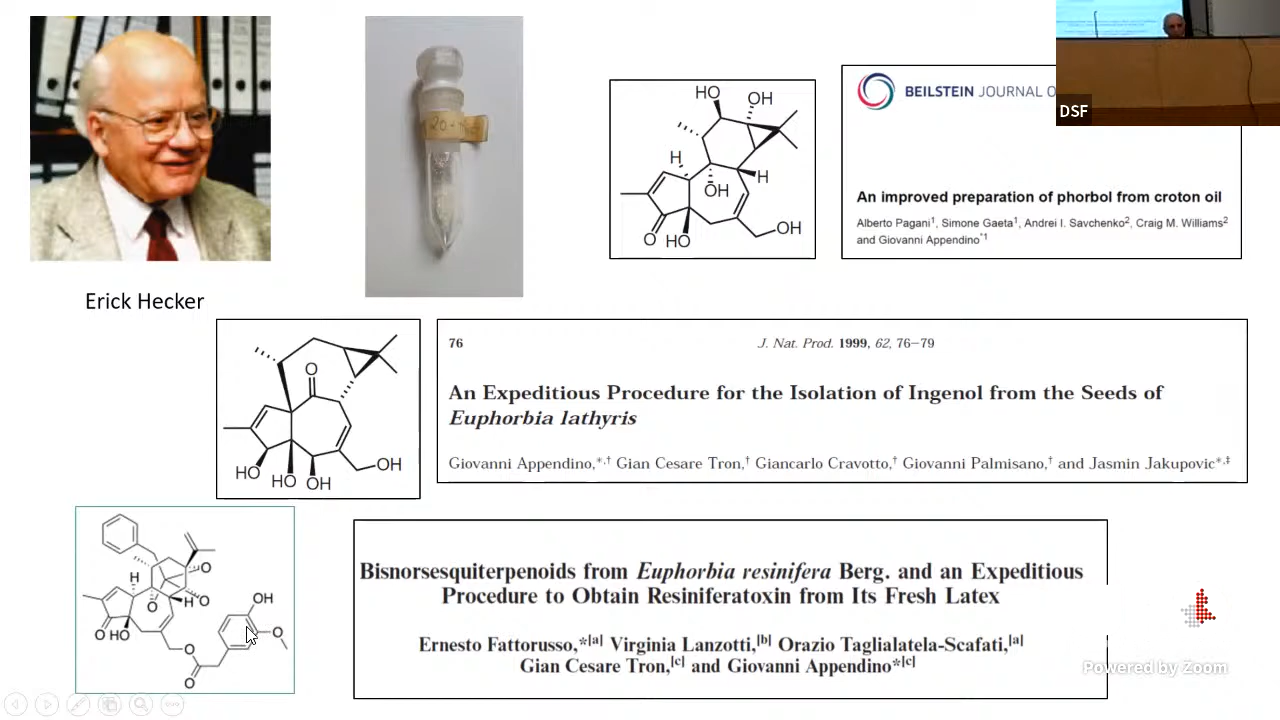 DSF
HO
OH
H
H
OH
O
HO
OH
BEILSTEIN JOURNAL O
An improved preparation of phorbol from croton oil
Alberto Pagani¹, Simone Gaeta¹, Andrei I. Savchenko², Craig M. Williams²
and Giovanni Appendino*¹
Erick Hecker
O
HO
HO
OH
OH
76
J. Nat. Prod. 1999, 62, 76–79
An Expeditious Procedure for the Isolation of Ingenol from the Seeds of
Euphorbia lathyris
Giovanni Appendino,*,† Gian Cesare Tron,† Giancarlo Cravotto,† Giovanni Palmisano,† and Jasmin Jakupovic*,‡
O
H
H
O
O
O
HO
OH
O
O
O
Bisnorsesquiterpenoids from Euphorbia resinifera Berg. and an Expeditious
Procedure to Obtain Resiniferatoxin from Its Fresh Latex
Ernesto Fattorusso,*[a] Virginia Lanzotti,[b] Orazio Taglialatela-Scafati,[a]
Gian Cesare Tron,[c] and Giovanni Appendino*[c]
Powered by Zoom